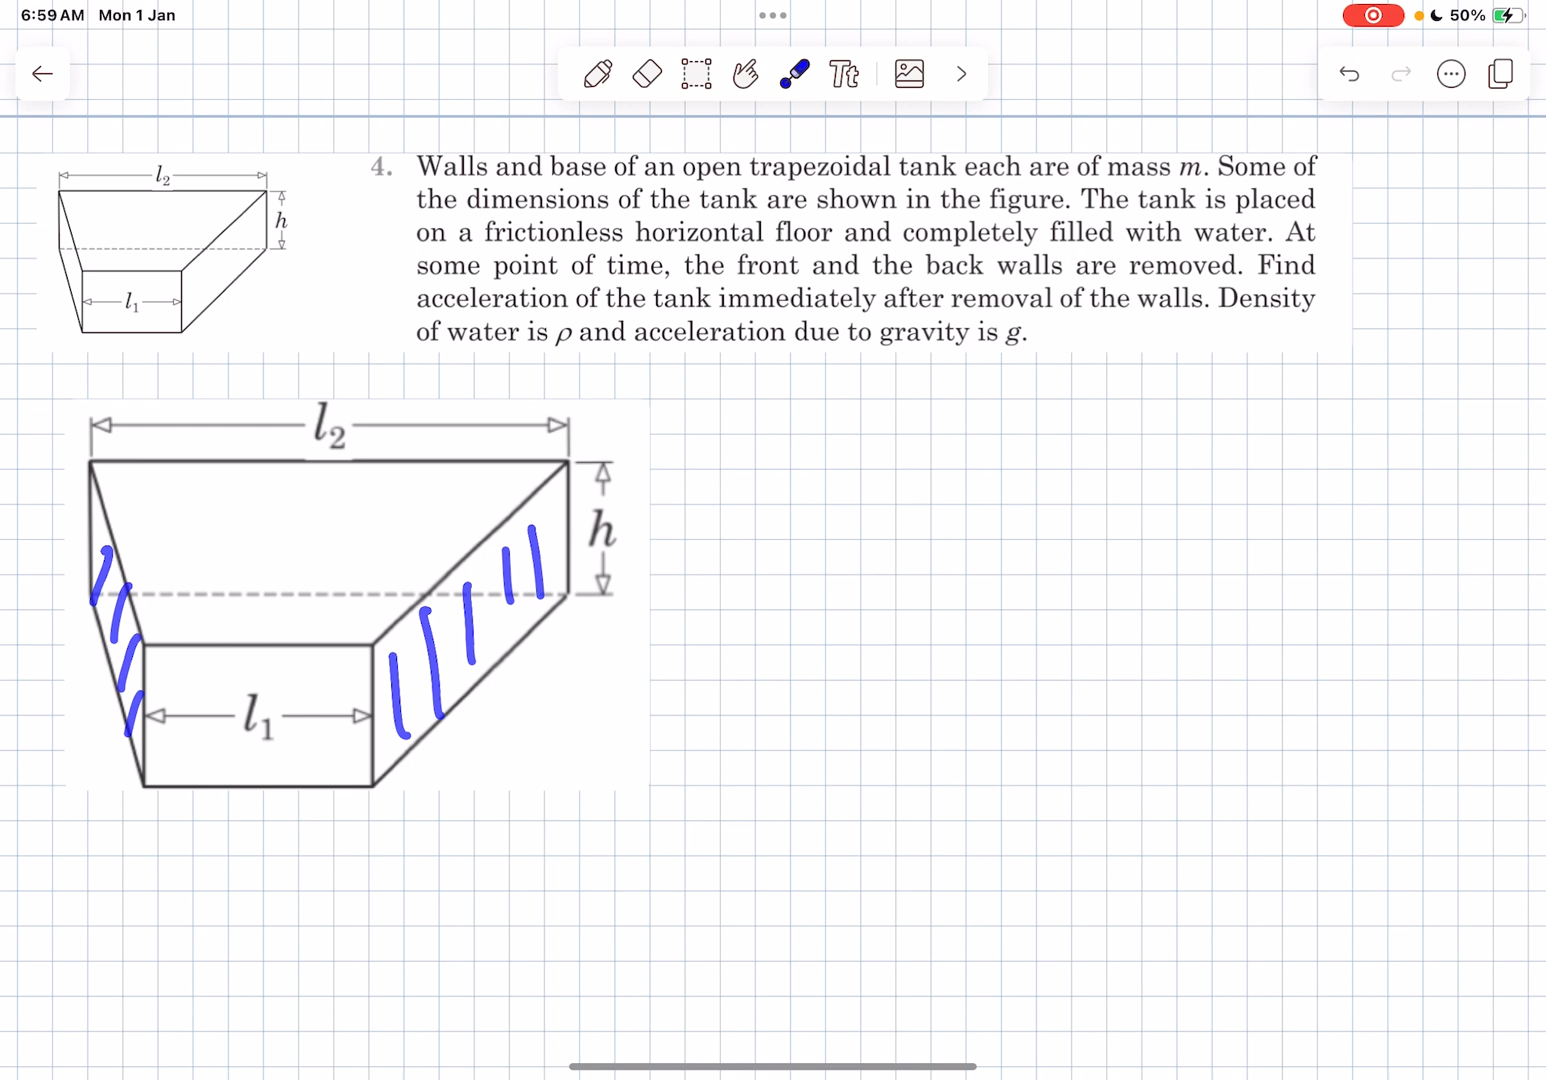 6:59 AM Mon 1 Jan
50%
Tt
l₂
h
l₁
4. Walls and base of an open trapezoidal tank each are of mass m. Some of
the dimensions of the tank are shown in the figure. The tank is placed
on a frictionless horizontal floor and completely filled with water. At
some point of time, the front and the back walls are removed. Find
acceleration of the tank immediately after removal of the walls. Density
of water is ρ and acceleration due to gravity is g.
l₂
h
l₁